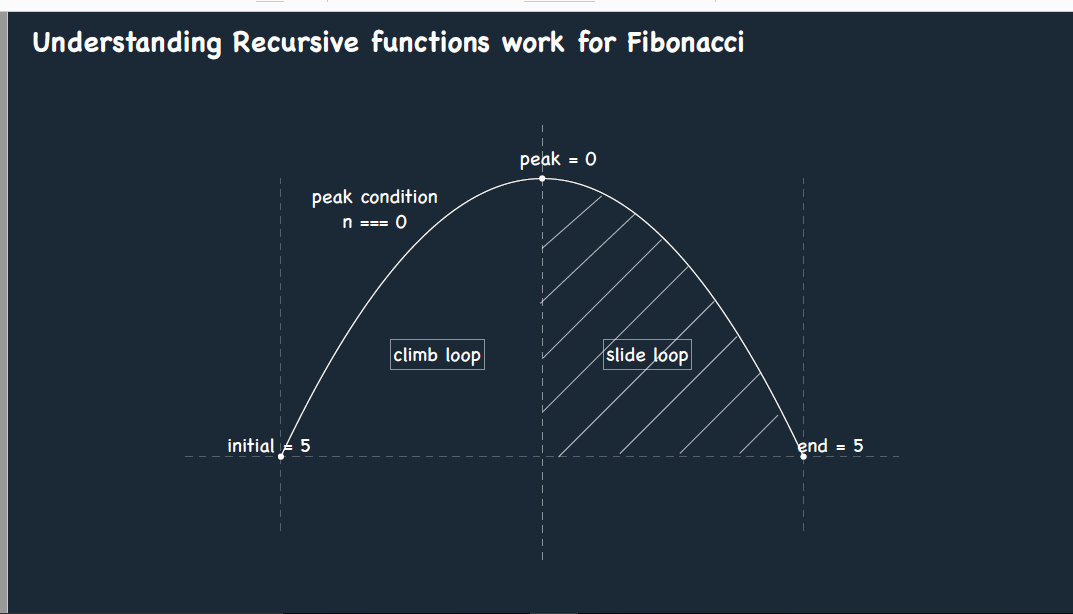 Understanding Recursive functions work for Fibonacci
peak = 0
peak condition
n === 0
climb loop
slide loop
initial = 5
end = 5